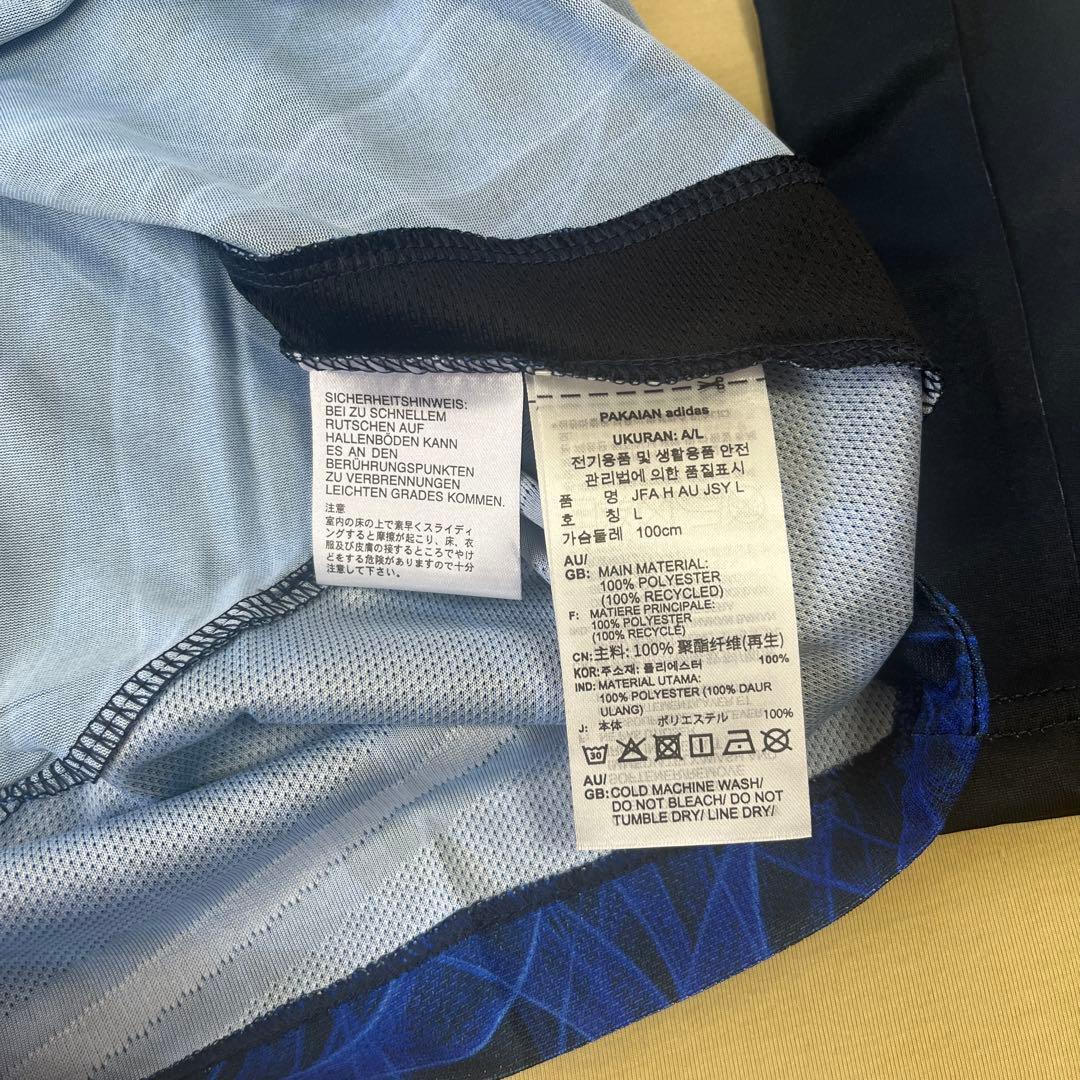 SICHERHEITSHINWEIS:
BEI ZU SCHNELLEM
RUTSCHEN AUF
HALLENBÖDEN KANN
ES AN DEN
BERÜHRUNGSPUNKTEN
ZU VERBRENNUNGEN
LEICHTEN GRADES KOMMEN.
注意
室内の床の上で素早くスライディ
ングすると摩擦が起こり、床、衣
服及び皮膚の接するところでやけ
どをする危険がありますので十分
注意して下さい。
PAKAIAN adidas
UKURAN: A/L
전기용품 및 생활용품 안전
관리법에 의한 품질표시
품 명 JFA H AU JSY L
호 칭 L
가슴둘레 100cm
AU/
GB: MAIN MATERIAL:
100% POLYESTER
(100% RECYCLED)
F: MATIERE PRINCIPALE:
100% POLYESTER
(100% RECYCLÉ)
CN:主料: 100% 聚酯纤维(再生)
KOR:주소재: 폴리에스터 100%
IND: MATERIAL UTAMA:
100% POLYESTER (100% DAUR
ULANG)
J: 本体 ポリエステル 100%
30
AU/
GB: COLD MACHINE WASH/
DO NOT BLEACH/ DO NOT
TUMBLE DRY/ LINE DRY/